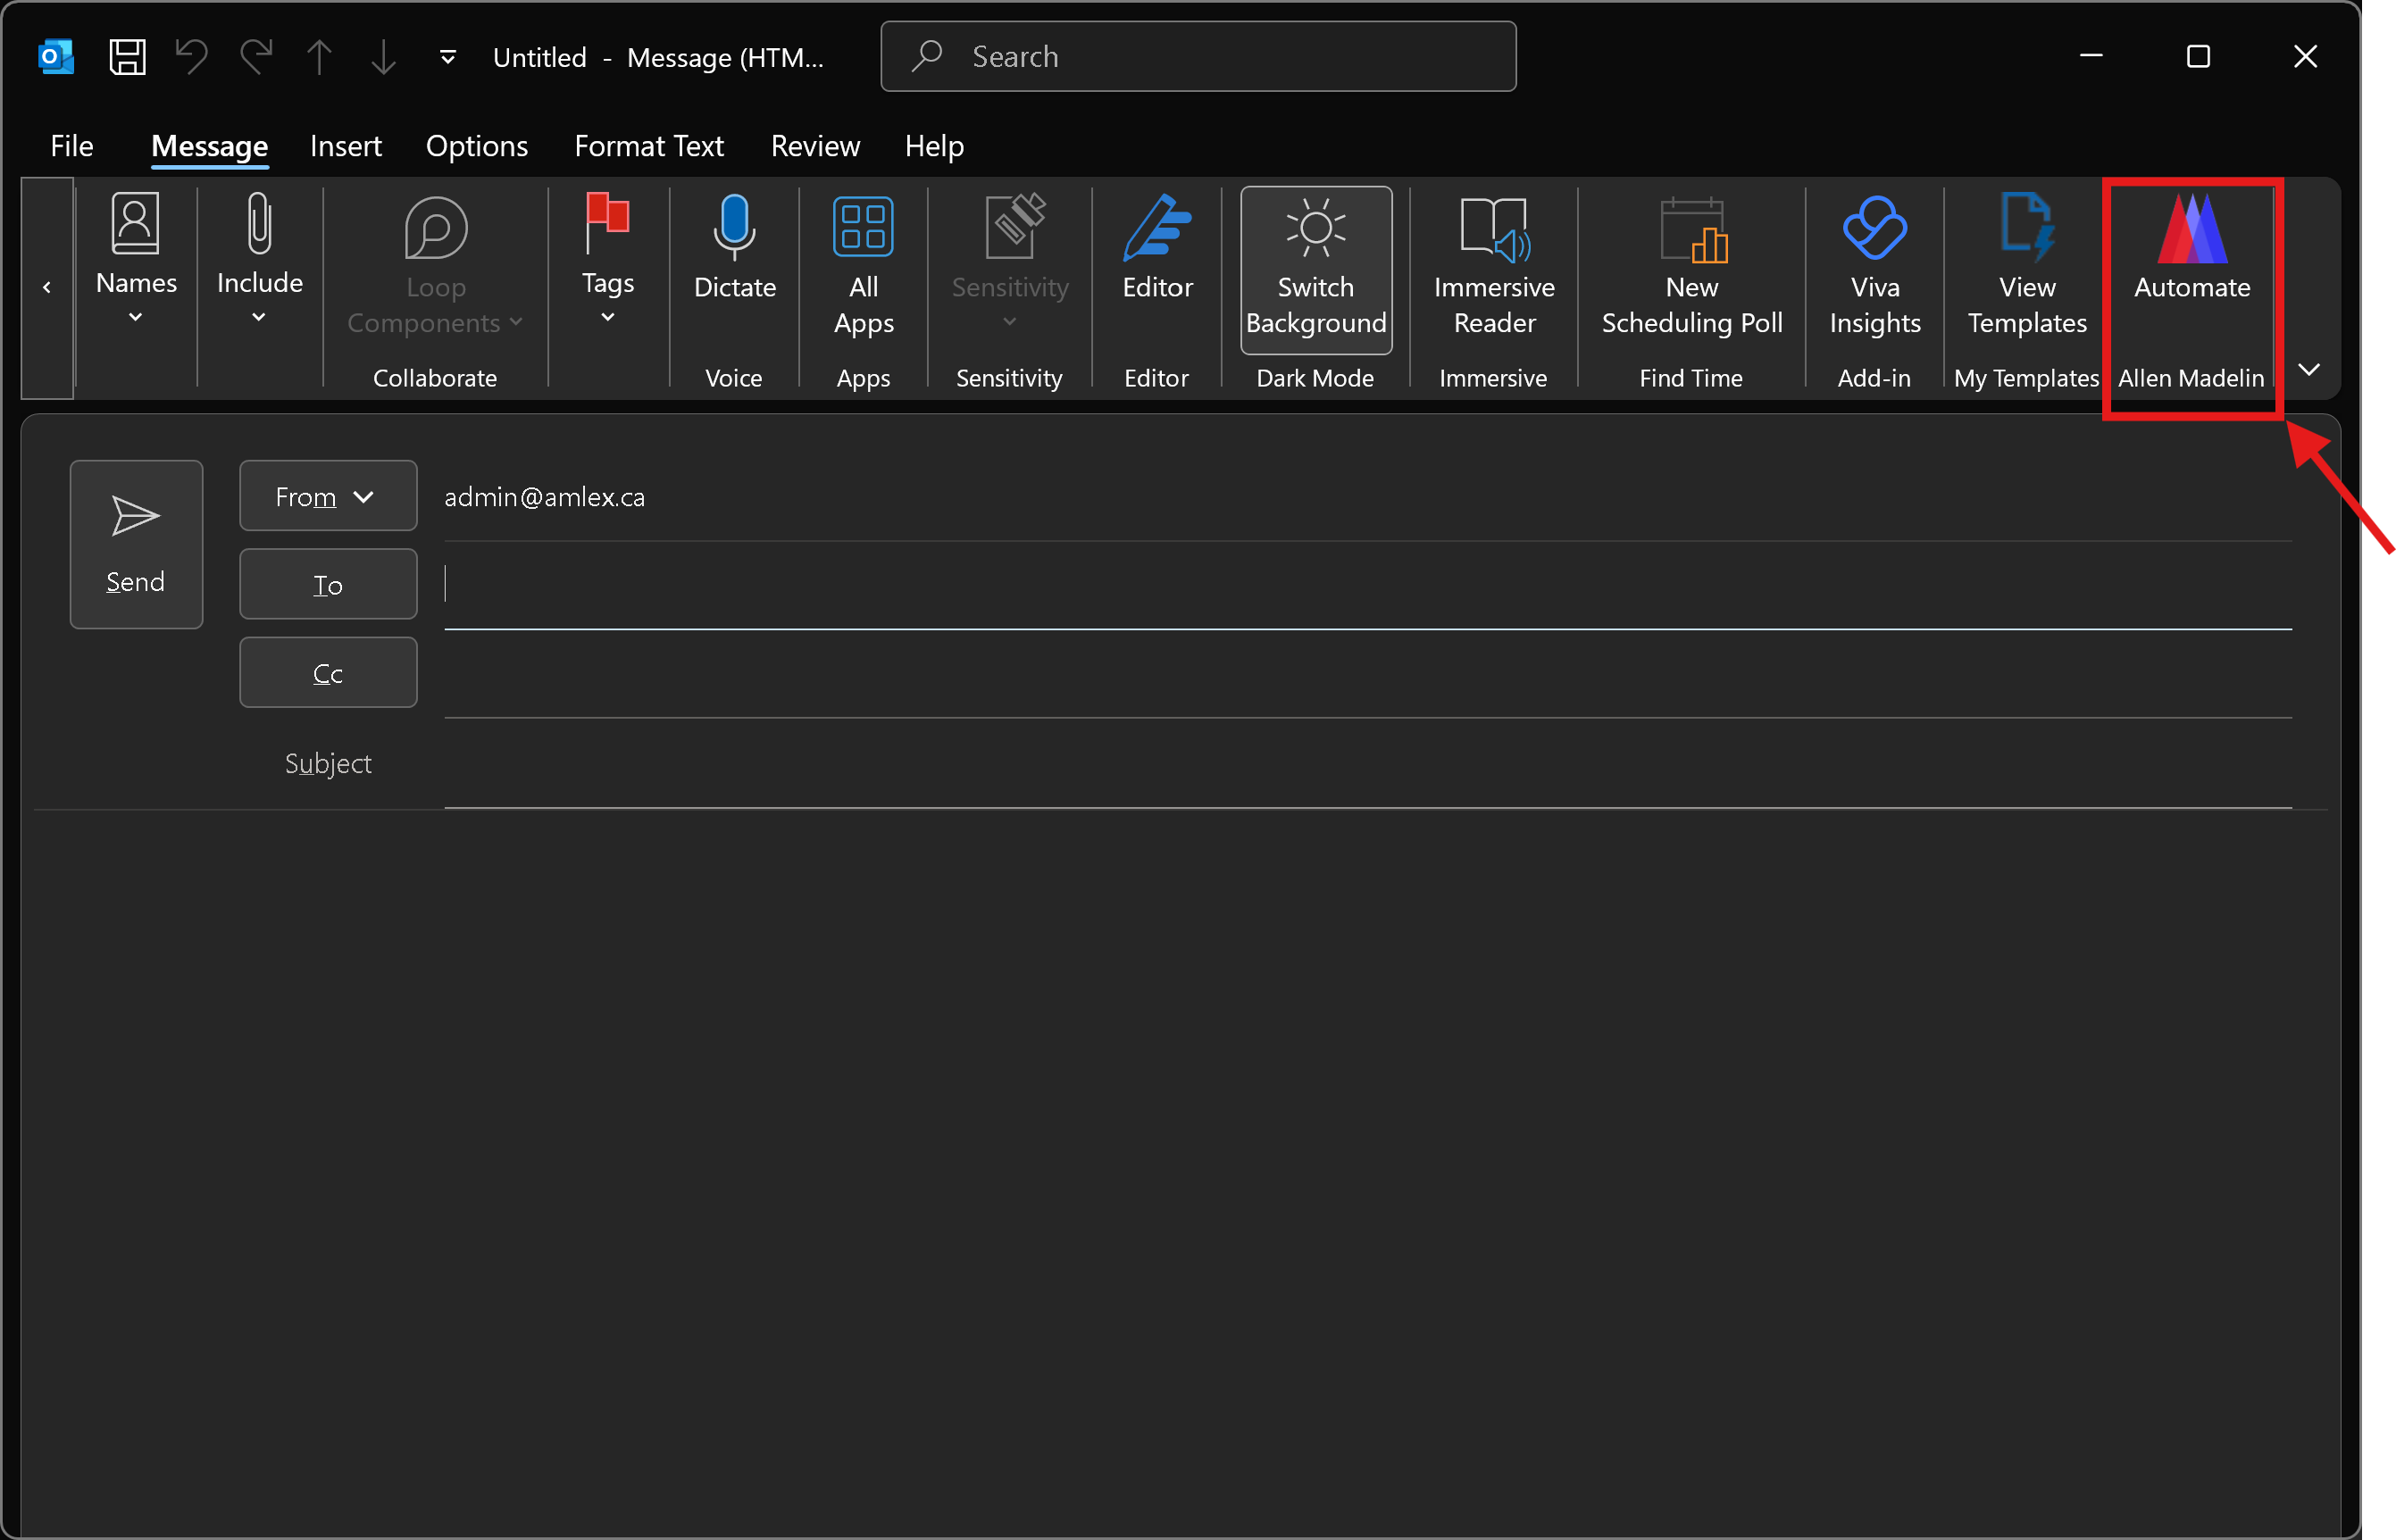 Untitled - Message (HTM...
Search
File Message Insert Options Format Text Review Help
Names
Include
Loop
Components
Collaborate
Tags
Dictate
Voice
All
Apps
Apps
Sensitivity
Sensitivity
Editor
Editor
Switch
Background
Dark Mode
Immersive
Reader
Immersive
New
Scheduling Poll
Find Time
Viva
Insights
Add-in
View
Templates
My Templates
Automate
Allen Madelin
Send
From
admin@amlex.ca
To
Cc
Subject